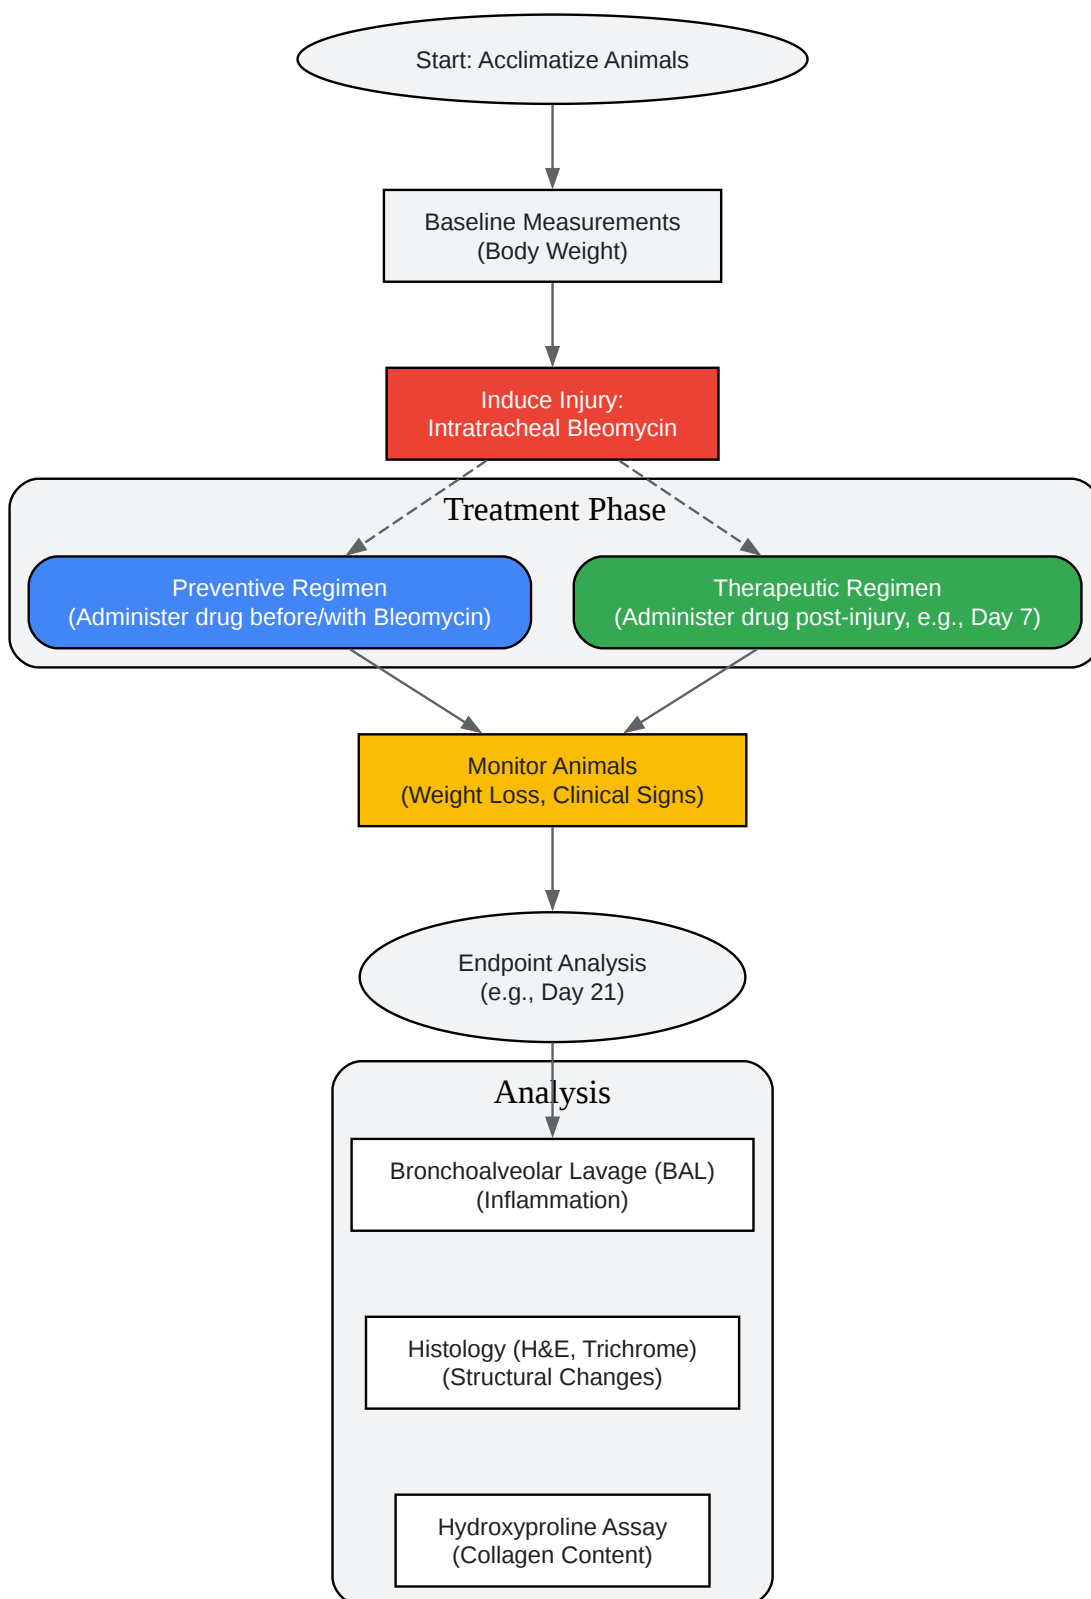 Start: Acclimatize Animals
Baseline Measurements
(Body Weight)
Induce Injury:
Intratracheal Bleomycin
Treatment Phase
Preventive Regimen
(Administer drug before/with Bleomycin)
Therapeutic Regimen
(Administer drug post-injury, e.g., Day 7)
Monitor Animals
(Weight Loss, Clinical Signs)
Endpoint Analysis
(e.g., Day 21)
Analysis
Bronchoalveolar Lavage (BAL)
(Inflammation)
Histology (H&E, Trichrome)
(Structural Changes)
Hydroxyproline Assay
(Collagen Content)